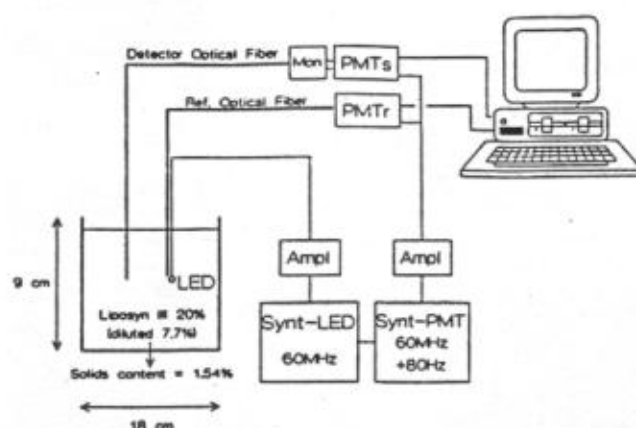 Detector Optical Fiber
Mon
PMTs
Ref. Optical Fiber
PMTr
Ampl
Ampl
9 cm
LED
Liposyn III 20%
(diluted 7,7%)
Synt-LED
60MHz
Synt-PMT
60MHz
+80Hz
Solids content = 1,54%
18 cm